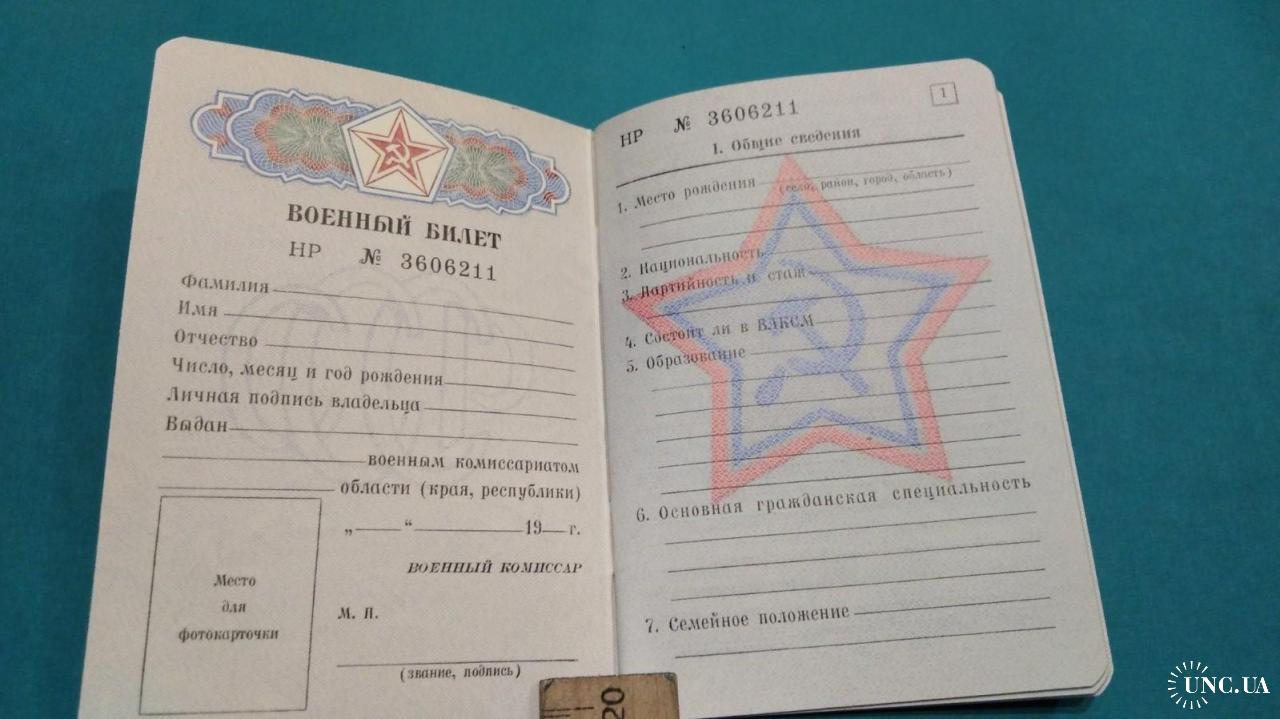 ВОЕННЫЙ БИЛЕТ
НР № 3606211
Фамилия
Имя
Отчество
Число, месяц и год рождения
Личная подпись владельца
Выдан
военным комиссариатом
области (края, республики)
„ “ 19 г.
ВОЕННЫЙ КОМИССАР
Место
для
фотокарточки
М. П.
(звание, подпись)
1
НР № 3606211
1. Общие сведения
1. Место рождения
(село, район, город, область)
2. Национальность
3. Партийность и стаж
4. Состоит ли в ВЛКСМ
5. Образование
6. Основная гражданская специальность
7. Семейное положение
20
UNC.UA